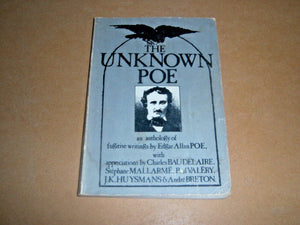 THE
UNKNOWN
POE
an anthology of
fugitive writings by Edgar Allan POE,
with
appreciations by Charles BAUDELAIRE,
Stéphane MALLARMÉ, Paul VALÉRY,
J.K. HUYSMANS & André BRETON.